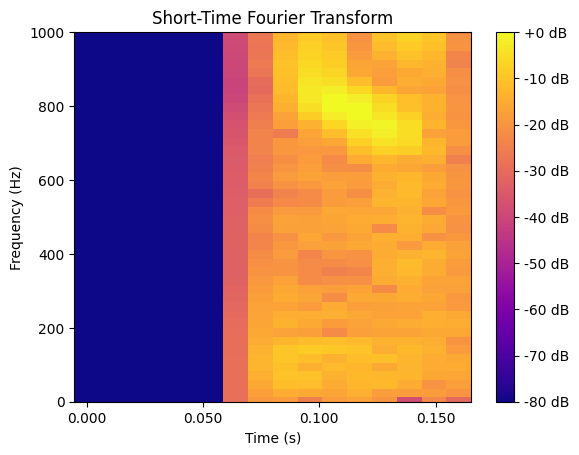 Short-Time Fourier Transform
Frequency (Hz)
1000
800
600
400
200
0
0.000
0.050
0.100
0.150
Time (s)
+0 dB
-10 dB
-20 dB
-30 dB
-40 dB
-50 dB
-60 dB
-70 dB
-80 dB